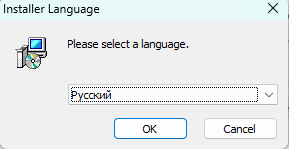 Installer Language
Please select a language.
Русский
OK
Cancel